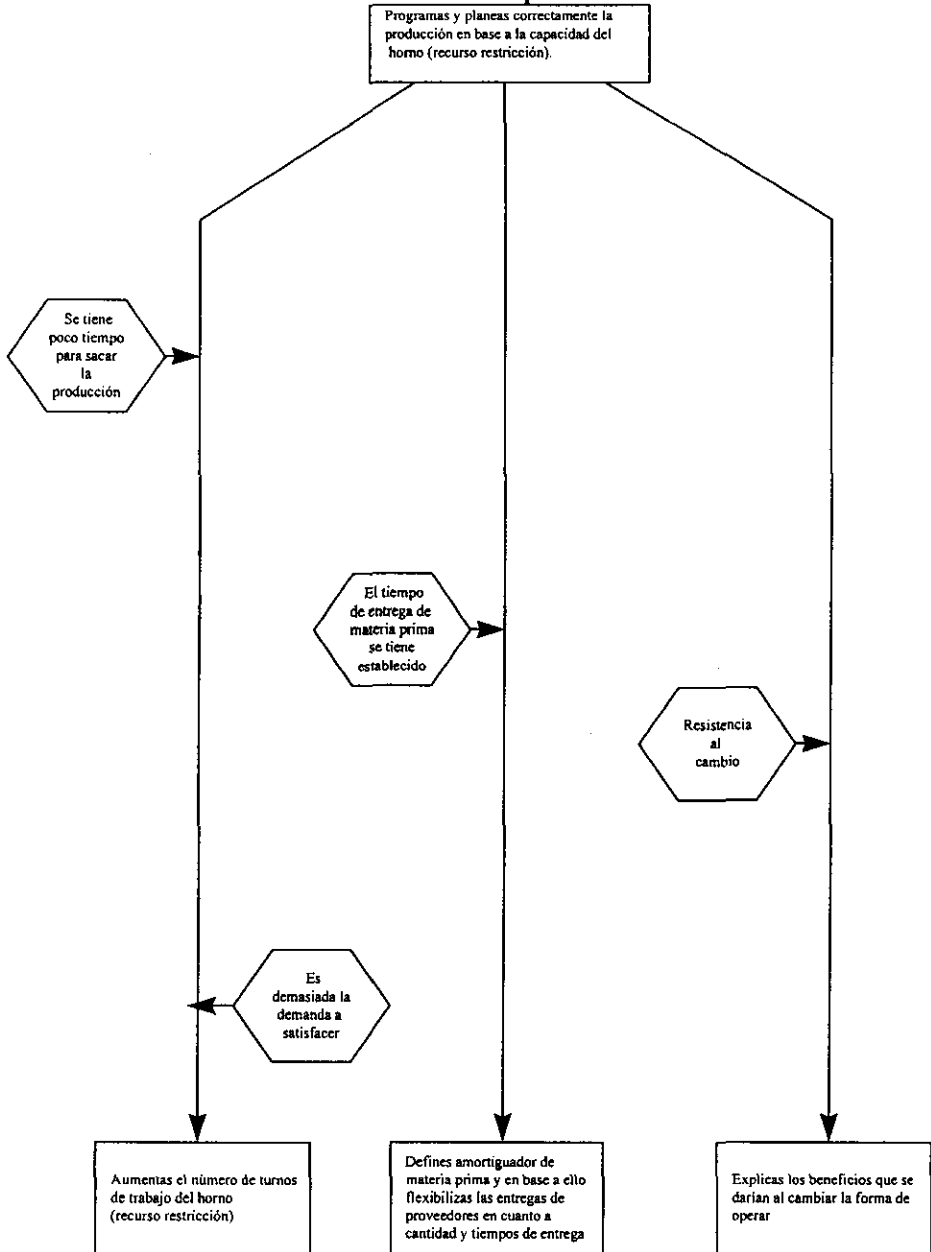 Programas y planeas correctamente la
producción en base a la capacidad del
horno (recurso restricción).
Se tiene
poco tiempo
para sacar
la
producción
El tiempo
de entrega de
materia prima
se tiene
establecido
Resistencia
al
cambio
Es
demasiada la
demanda a
satisfacer
Aumentas el número de turnos
de trabajo del horno
(recurso restricción)
Defines amortiguador de
materia prima y en base a ello
flexibilizas las entregas de
proveedores en cuanto a
cantidad y tiempos de entrega
Explicas los beneficios que se
darían al cambiar la forma de
operar